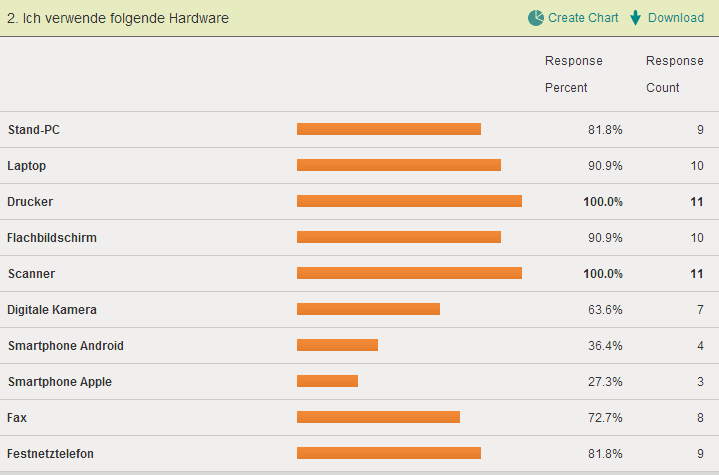 2. Ich verwende folgende Hardware Create Chart Download
Response Response
Percent Count
Stand-PC 81.8% 9
Laptop 90.9% 10
Drucker 100.0% 11
Flachbildschirm 90.9% 10
Scanner 100.0% 11
Digitale Kamera 63.6% 7
Smartphone Android 36.4% 4
Smartphone Apple 27.3% 3
Fax 72.7% 8
Festnetztelefon 81.8% 9